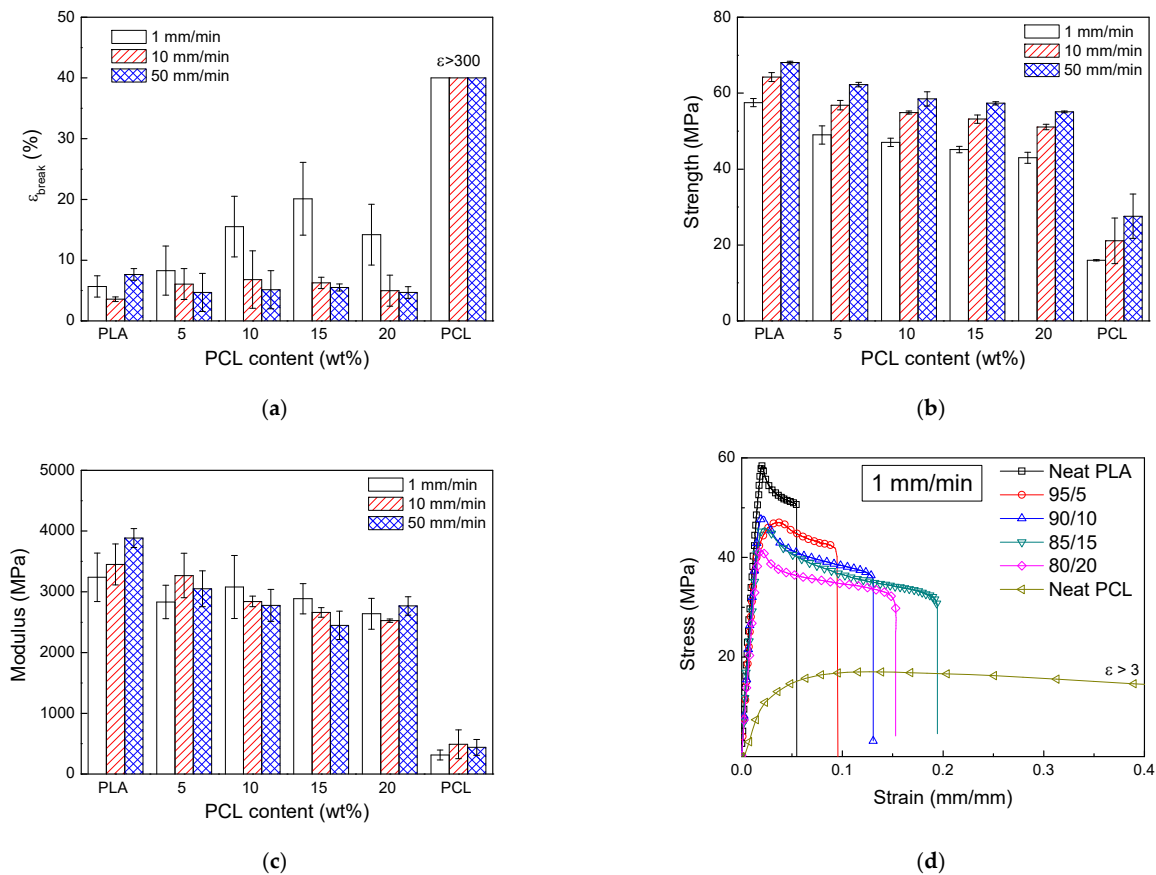 50
40
30
20
10
0
ε_break (%)
1 mm/min
10 mm/min
50 mm/min
ε>300
PLA 5 10 15 20 PCL
PCL content (wt%)
(a)
80
60
40
20
0
Strength (MPa)
1 mm/min
10 mm/min
50 mm/min
PLA 5 10 15 20 PCL
PCL content (wt%)
(b)
5000
4000
3000
2000
1000
0
Modulus (MPa)
1 mm/min
10 mm/min
50 mm/min
PLA 5 10 15 20 PCL
PCL content (wt%)
(c)
60
40
20
Stress (MPa)
1 mm/min
Neat PLA
95/5
90/10
85/15
80/20
Neat PCL
ε > 3
0.0 0.1 0.2 0.3 0.4
Strain (mm/mm)
(d)